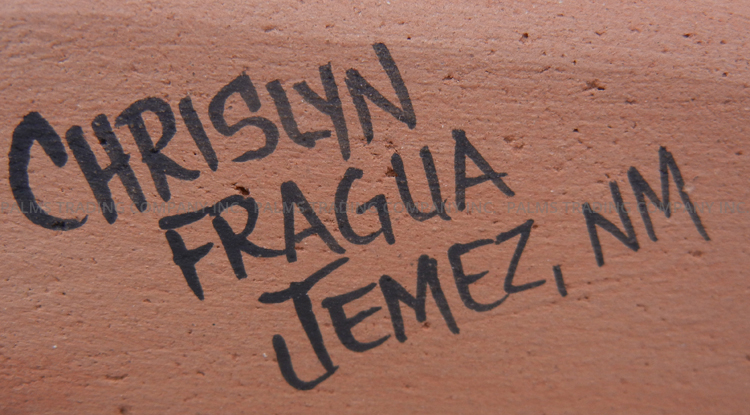 CHRISLYN
FRAGUA
JEMEZ, NM